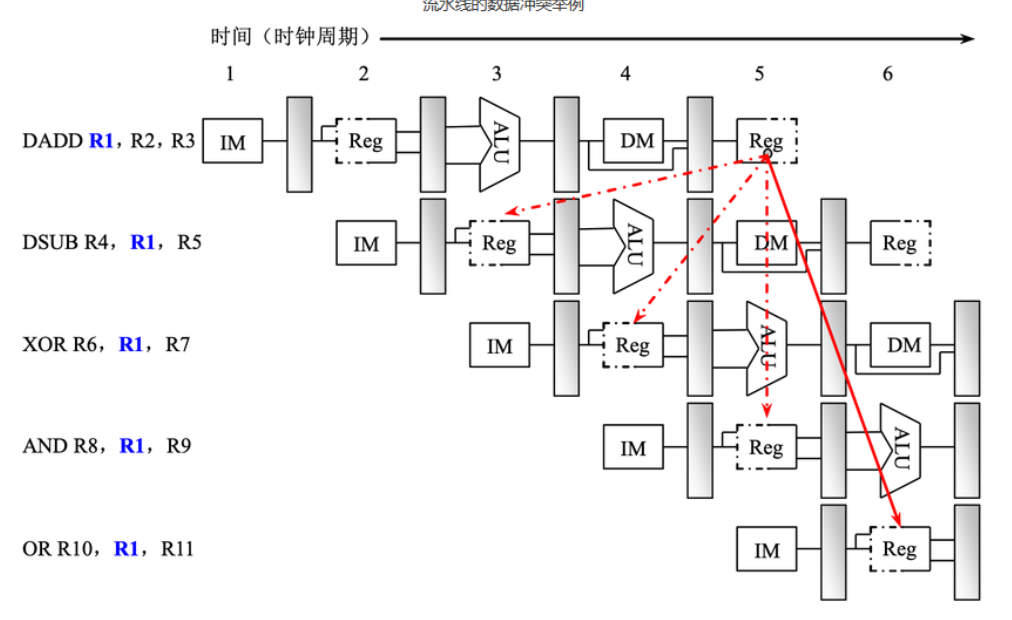 流水线的数据冲突举例
时间（时钟周期）
1 2 3 4 5 6
DADD R1，R2，R3 IM Reg ALU DM Reg
DSUB R4，R1，R5 IM Reg ALU DM Reg
XOR R6，R1，R7 IM Reg ALU DM
AND R8，R1，R9 IM Reg ALU
OR R10，R1，R11 IM Reg